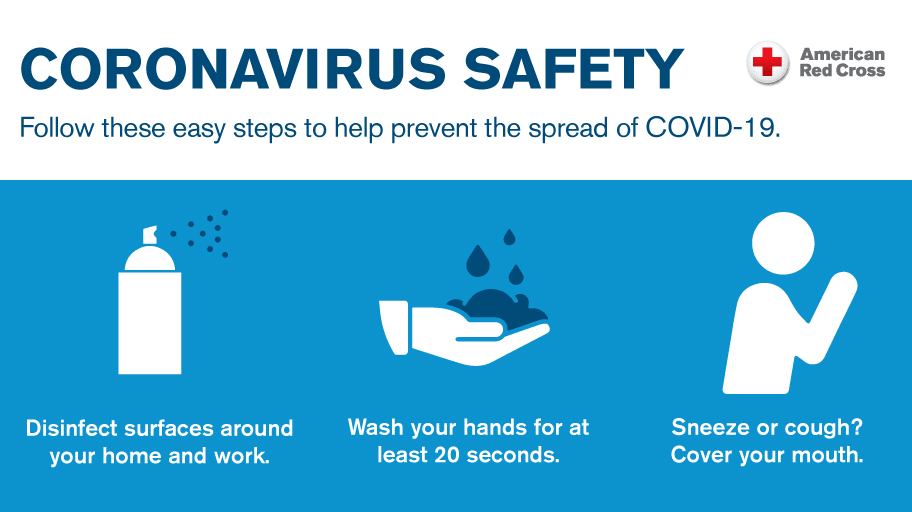 CORONAVIRUS SAFETY
American
Red Cross
Follow these easy steps to help prevent the spread of COVID-19.
Disinfect surfaces around
your home and work.
Wash your hands for at
least 20 seconds.
Sneeze or cough?
Cover your mouth.